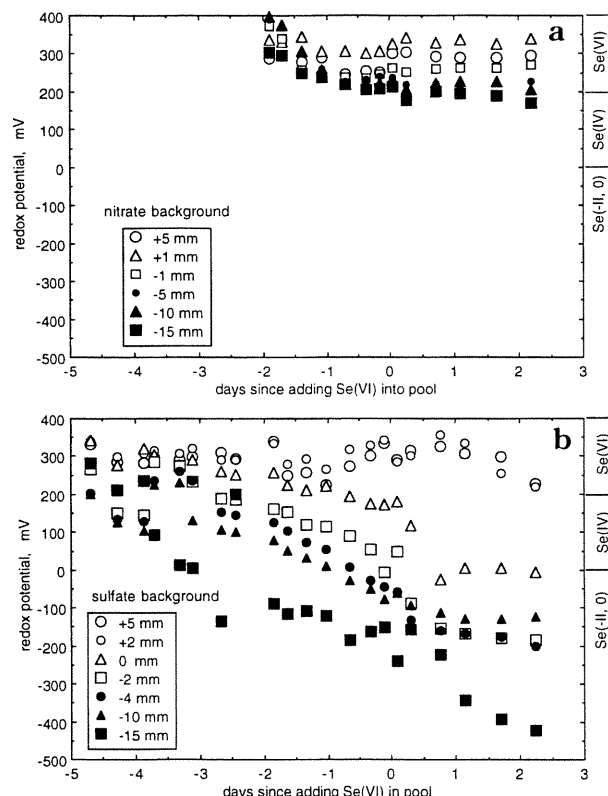 400
300
200
100
0
-100
-200
-300
-400
-500
redox potential, mV
a
Se(VI)
Se(IV)
Se(-II, 0)
nitrate background
+5 mm
+1 mm
-1 mm
-5 mm
-10 mm
-15 mm
-5 -4 -3 -2 -1 0 1 2 3
days since adding Se(VI) into pool
400
300
200
100
0
-100
-200
-300
-400
-500
redox potential, mV
b
Se(VI)
Se(IV)
Se(-II, 0)
sulfate background
+5 mm
+2 mm
0 mm
-2 mm
-4 mm
-10 mm
-15 mm
-5 -4 -3 -2 -1 0 1 2 3
days since adding Se(VI) in pool